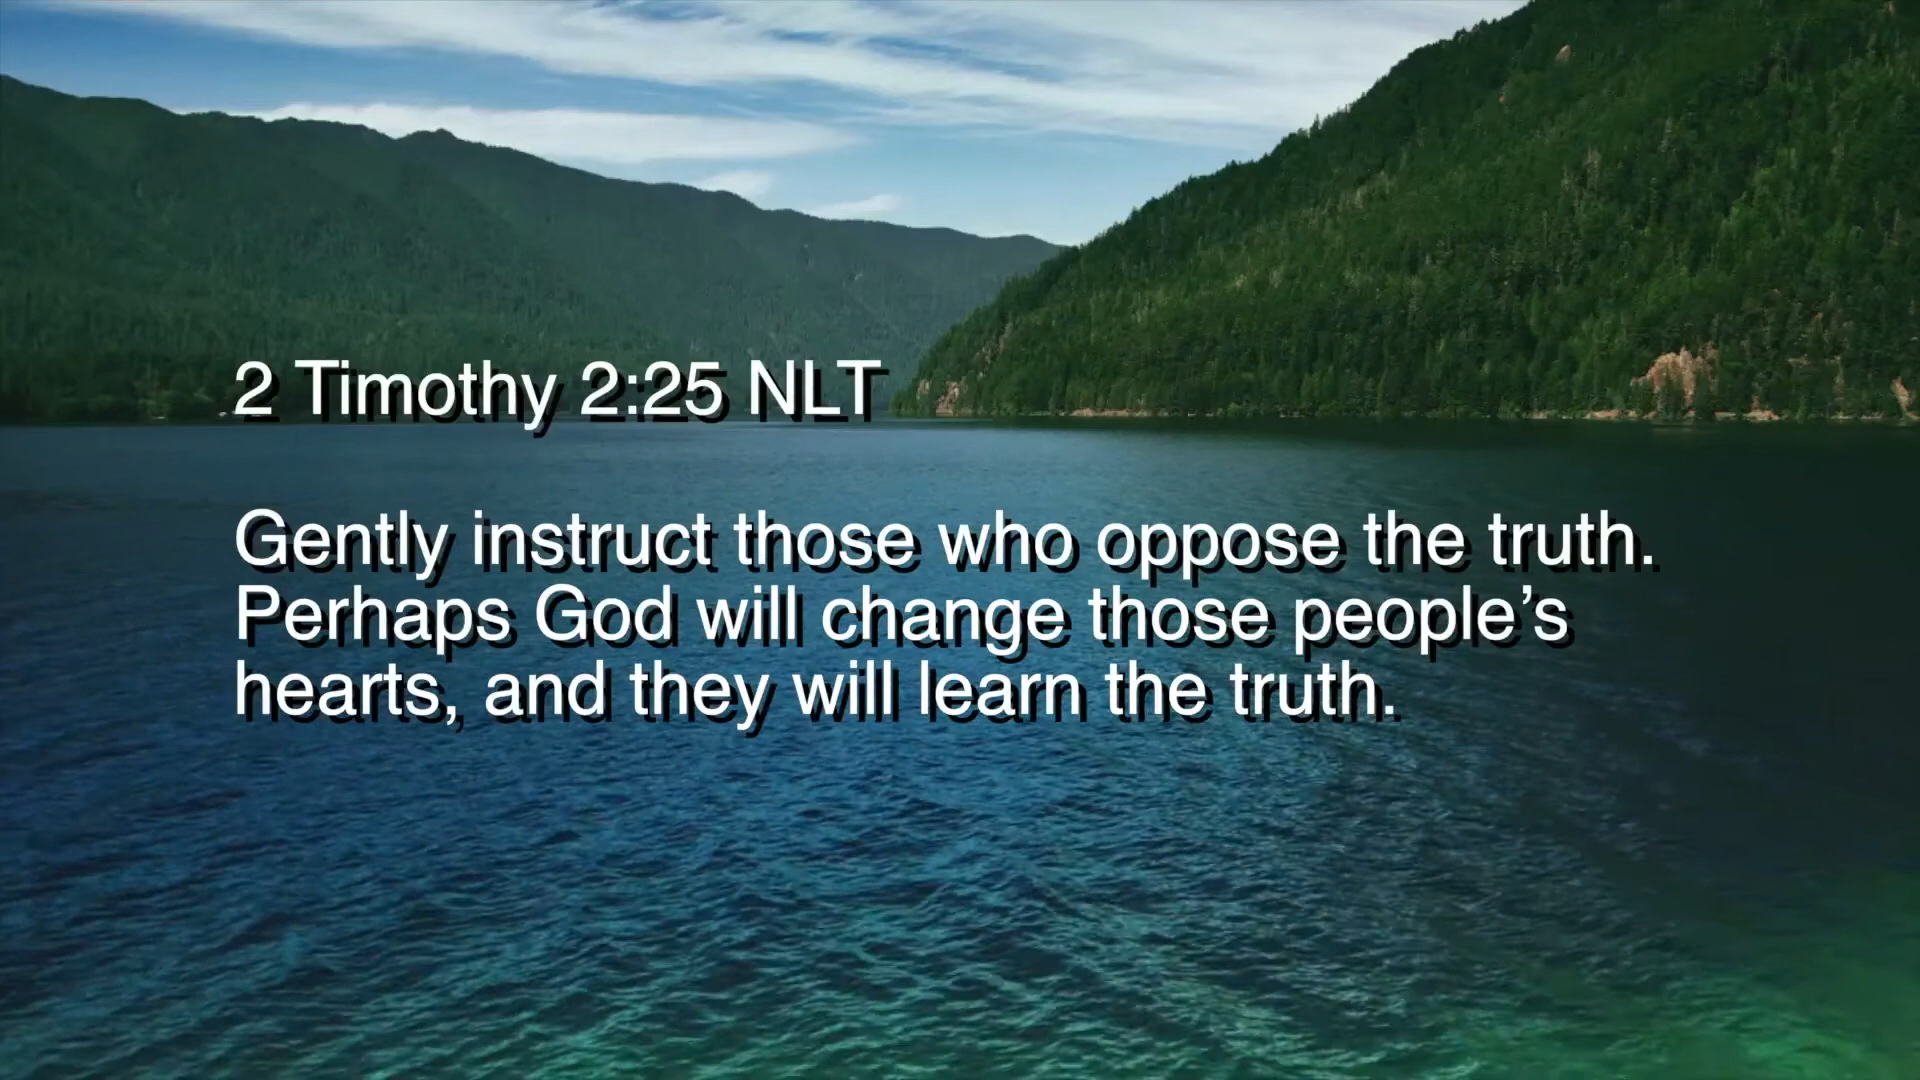 2 Timothy 2:25 NLT
Gently instruct those who oppose the truth.
Perhaps God will change those people’s
hearts, and they will learn the truth.